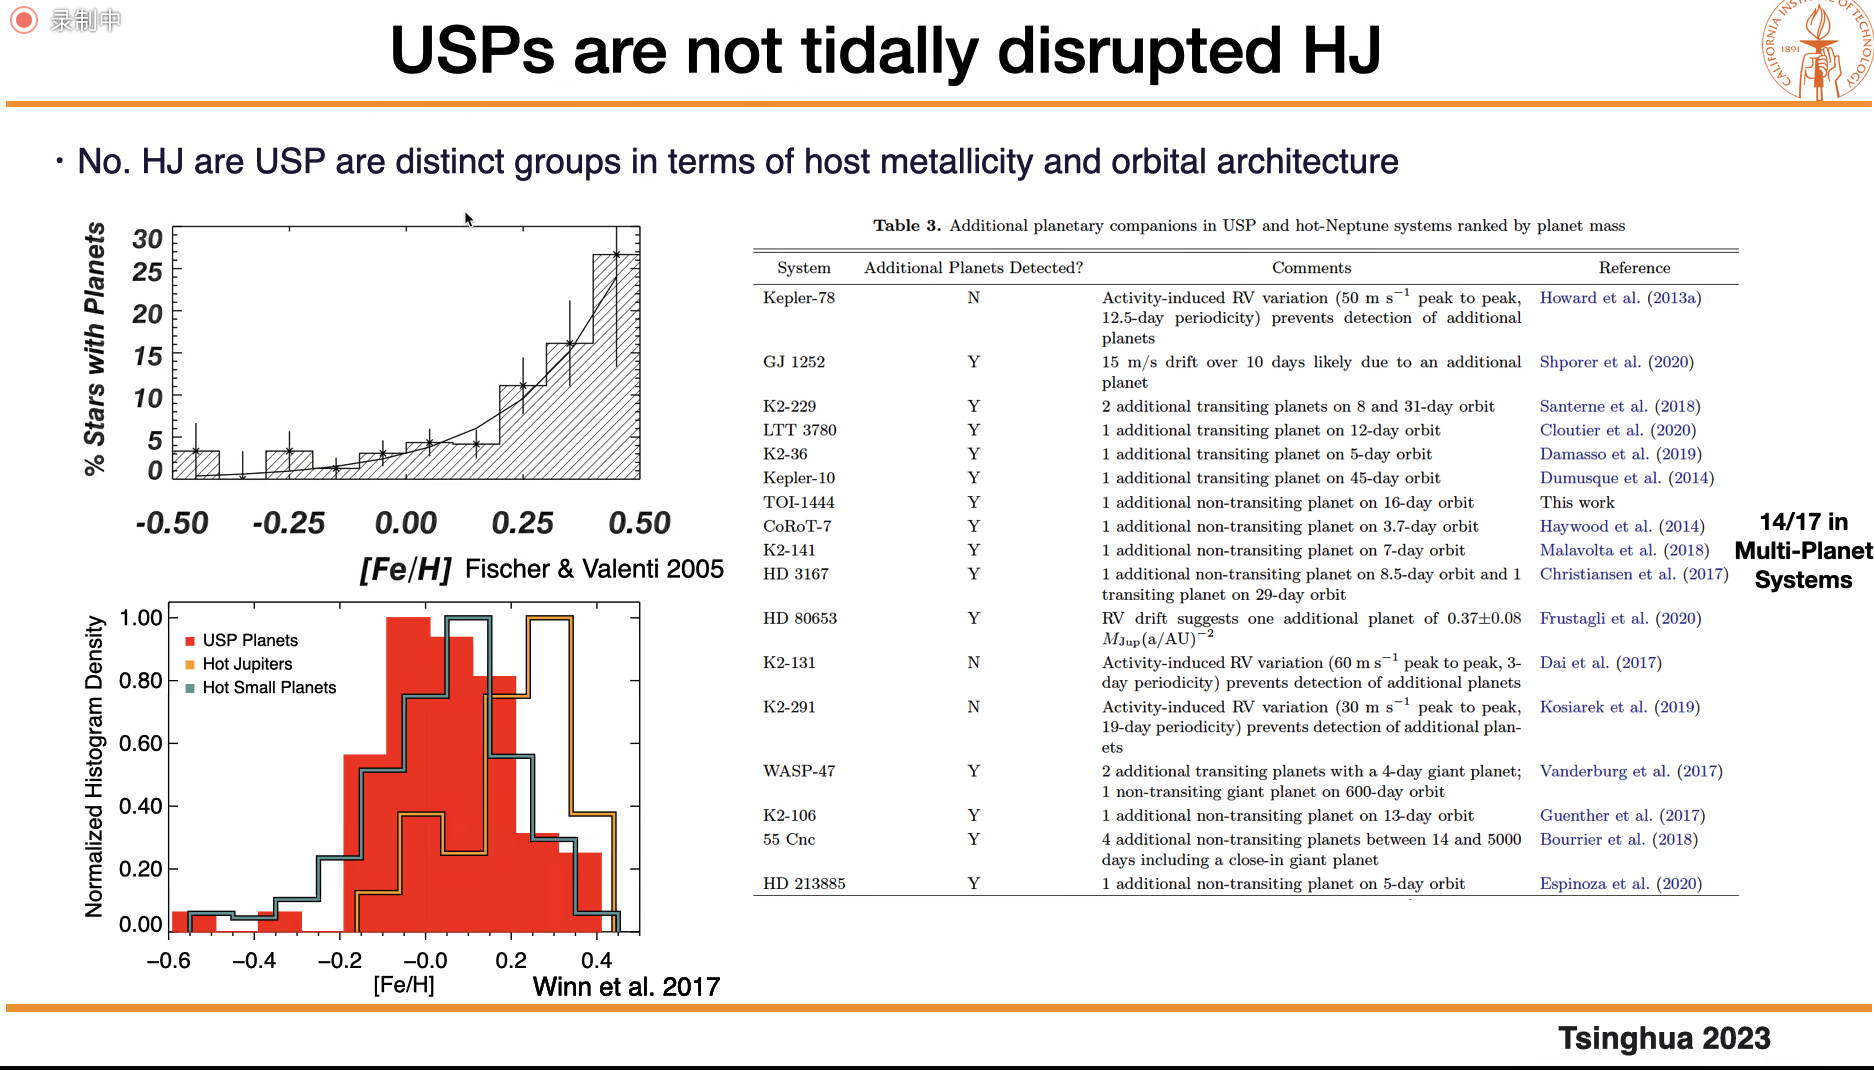 录制中
USPs are not tidally disrupted HJ
CALIFORNIA INSTITUTE OF TECHNOLOGY
1891
• No. HJ are USP are distinct groups in terms of host metallicity and orbital architecture
% Stars with Planets
30
25
20
15
10
5
0
-0.50 -0.25 0.00 0.25 0.50
[Fe/H] Fischer & Valenti 2005
Normalized Histogram Density
1.00
0.80
0.60
0.40
0.20
0.00
USP Planets
Hot Jupiters
Hot Small Planets
−0.6 −0.4 −0.2 −0.0 0.2 0.4
[Fe/H] Winn et al. 2017
Table 3. Additional planetary companions in USP and hot-Neptune systems ranked by planet mass
System Additional Planets Detected? Comments Reference
Kepler-78 N Activity-induced RV variation (50 m s−1 peak to peak, Howard et al. (2013a)
12.5-day periodicity) prevents detection of additional
planets
GJ 1252 Y 15 m/s drift over 10 days likely due to an additional Shporer et al. (2020)
planet
K2-229 Y 2 additional transiting planets on 8 and 31-day orbit Santerne et al. (2018)
LTT 3780 Y 1 additional transiting planet on 12-day orbit Cloutier et al. (2020)
K2-36 Y 1 additional transiting planet on 5-day orbit Damasso et al. (2019)
Kepler-10 Y 1 additional transiting planet on 45-day orbit Dumusque et al. (2014)
TOI-1444 Y 1 additional non-transiting planet on 16-day orbit This work
CoRoT-7 Y 1 additional non-transiting planet on 3.7-day orbit Haywood et al. (2014)
K2-141 Y 1 additional non-transiting planet on 7-day orbit Malavolta et al. (2018)
HD 3167 Y 1 additional non-transiting planet on 8.5-day orbit and 1 Christiansen et al. (2017)
transiting planet on 29-day orbit
HD 80653 Y RV drift suggests one additional planet of 0.37±0.08 Frustagli et al. (2020)
MJup(a/AU)−2
K2-131 N Activity-induced RV variation (60 m s−1 peak to peak, 3- Dai et al. (2017)
day periodicity) prevents detection of additional planets
K2-291 N Activity-induced RV variation (30 m s−1 peak to peak, Kosiarek et al. (2019)
19-day periodicity) prevents detection of additional plan-
ets
WASP-47 Y 2 additional transiting planets with a 4-day giant planet; Vanderburg et al. (2017)
1 non-transiting giant planet on 600-day orbit
K2-106 Y 1 additional non-transiting planet on 13-day orbit Guenther et al. (2017)
55 Cnc Y 4 additional non-transiting planets between 14 and 5000 Bourrier et al. (2018)
days including a close-in giant planet
HD 213885 Y 1 additional non-transiting planet on 5-day orbit Espinoza et al. (2020)
14/17 in
Multi-Planet
Systems
Tsinghua 2023